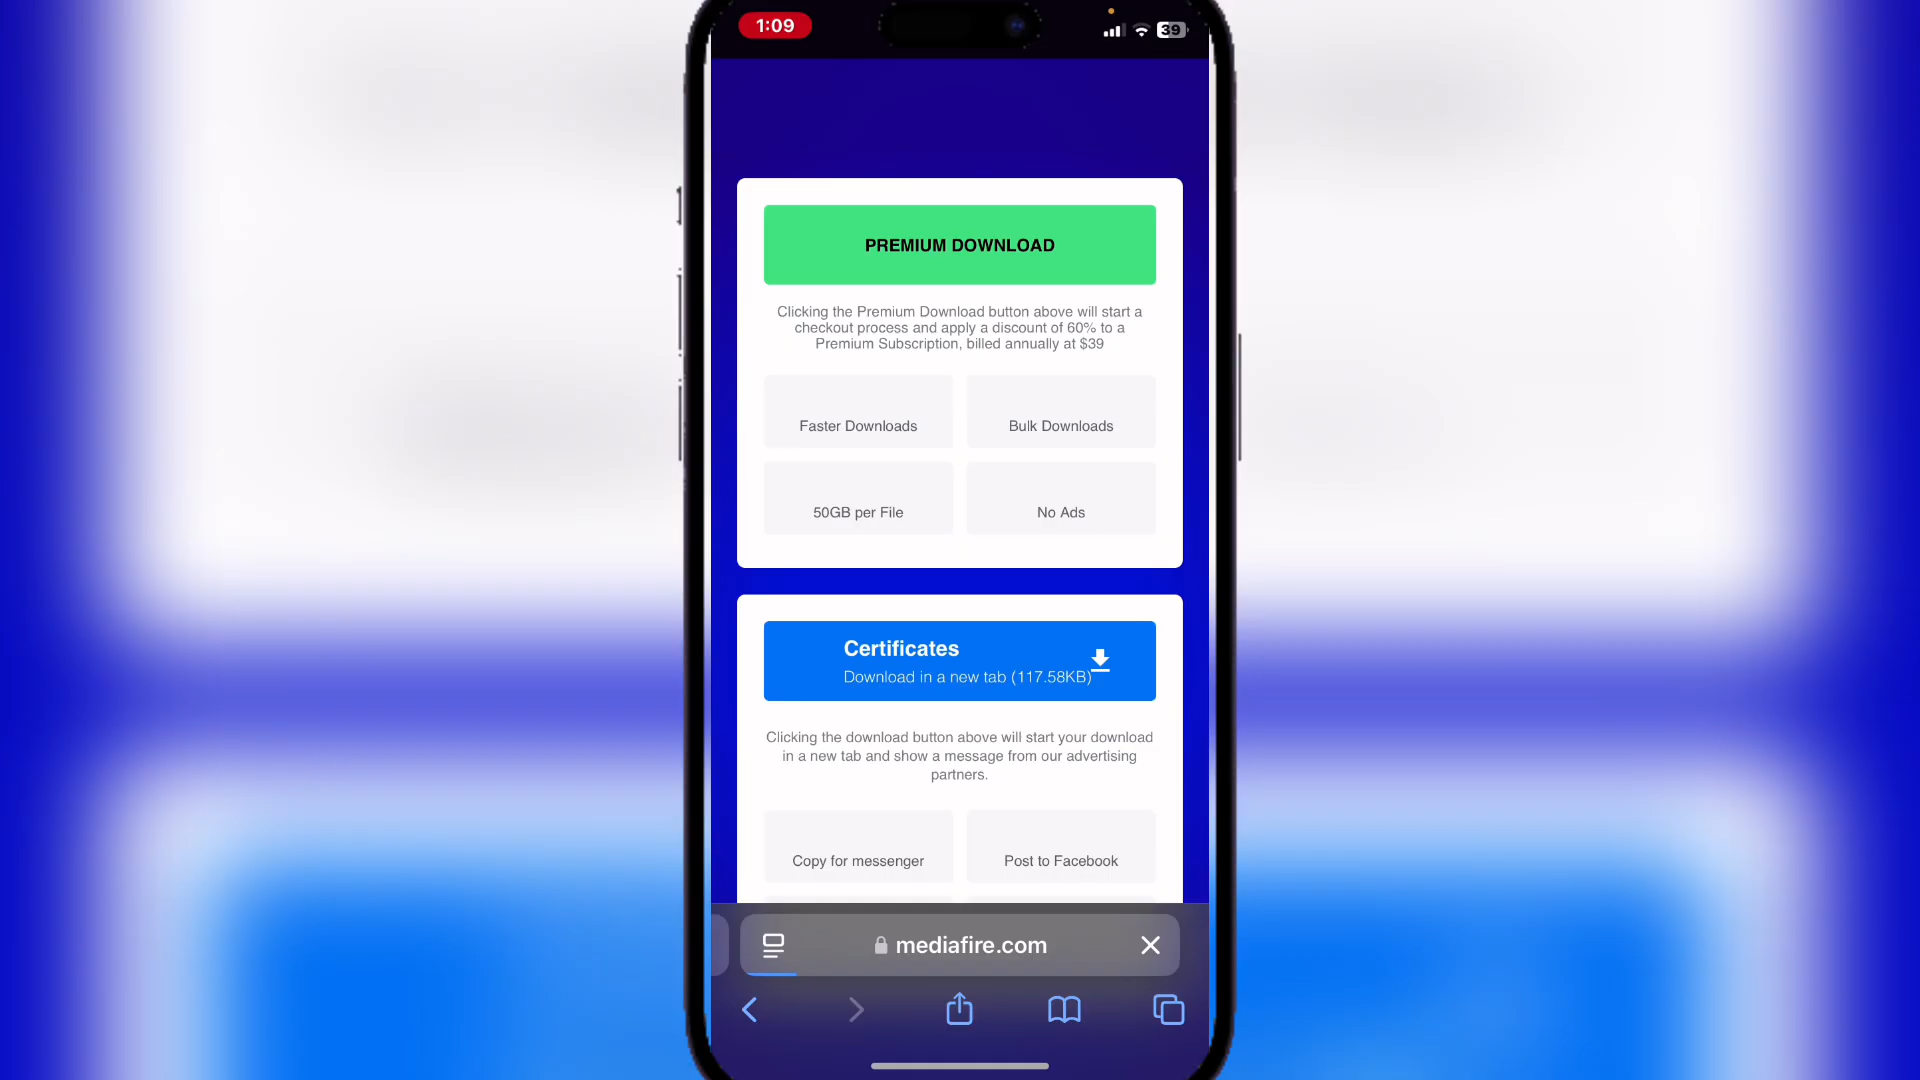 1:09
39
PREMIUM DOWNLOAD
Clicking the Premium Download button above will start a
checkout process and apply a discount of 60% to a
Premium Subscription, billed annually at $39
Faster Downloads
Bulk Downloads
50GB per File
No Ads
Certificates
Download in a new tab (117.58KB)
Clicking the download button above will start your download
in a new tab and show a message from our advertising
partners.
Copy for messenger
Post to Facebook
mediafire.com